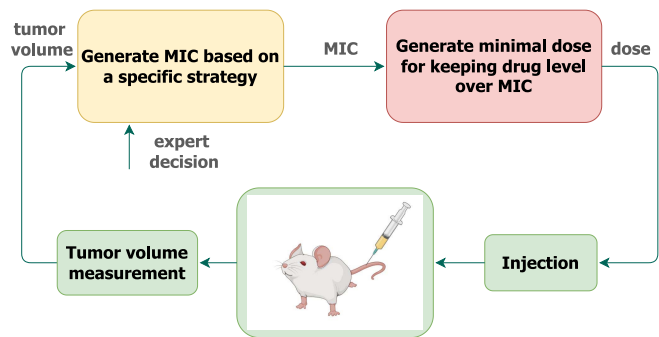 tumor
volume
Generate MIC based on
a specific strategy
MIC
Generate minimal dose
for keeping drug level
over MIC
dose
expert
decision
Tumor volume
measurement
Injection